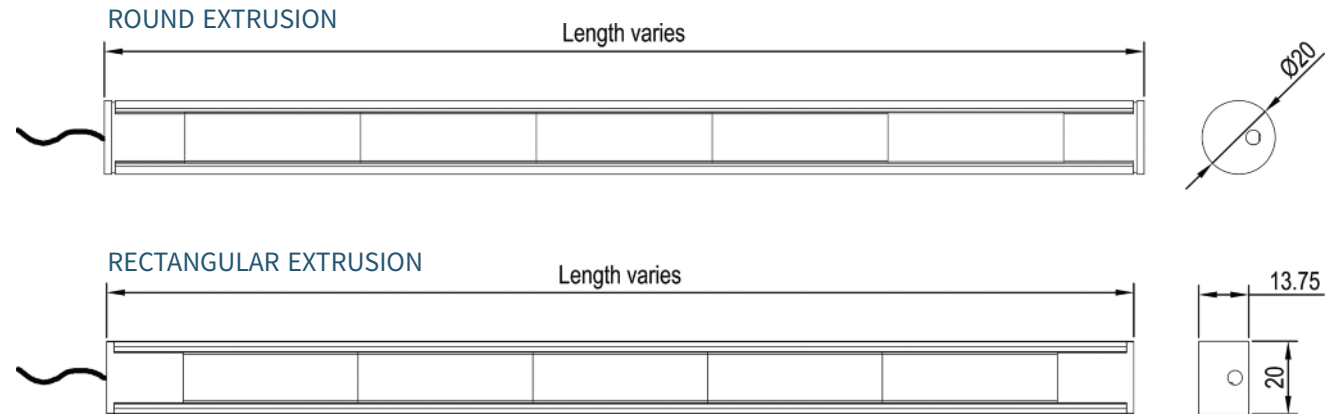 ROUND EXTRUSION
Length varies
Ø20
RECTANGULAR EXTRUSION
Length varies
13.75
20